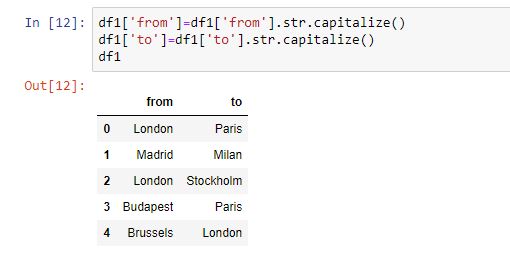 In [12]: df1['from']=df1['from'].str.capitalize()
df1['to']=df1['to'].str.capitalize()
df1
Out[12]:
from to
0 London Paris
1 Madrid Milan
2 London Stockholm
3 Budapest Paris
4 Brussels London